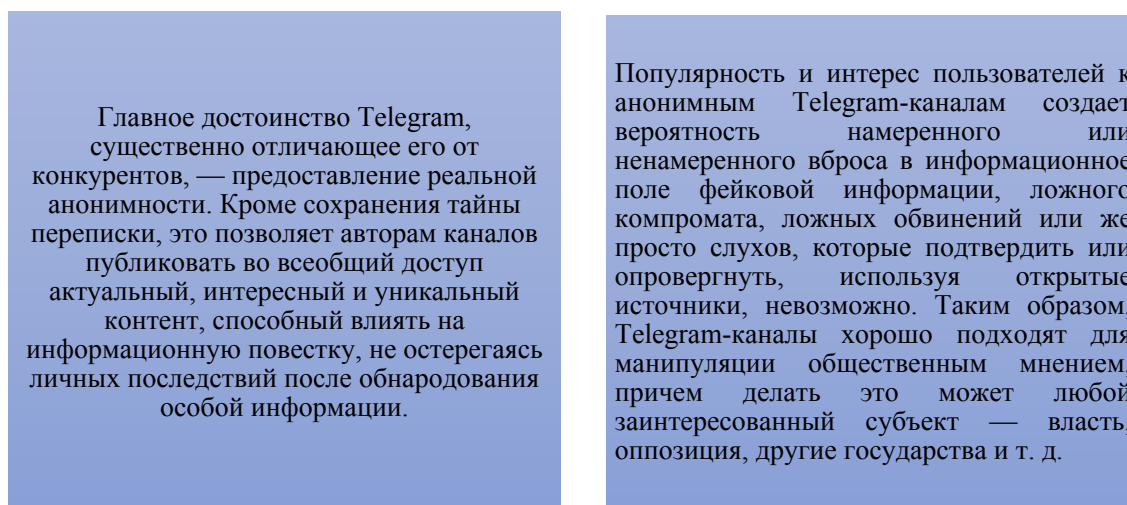 Главное достоинство Telegram,
существенно отличающее его от
конкурентов, — предоставление реальной
анонимности. Кроме сохранения тайны
переписки, это позволяет авторам каналов
публиковать во всеобщий доступ
актуальный, интересный и уникальный
контент, способный влиять на
информационную повестку, не остерегаясь
личных последствий после обнародования
особой информации.
Популярность и интерес пользователей к
анонимным Telegram-каналам создает
вероятность намеренного или
ненамеренного вброса в информационное
поле фейковой информации, ложного
компромата, ложных обвинений или же
просто слухов, которые подтвердить или
опровергнуть, используя открытые
источники, невозможно. Таким образом,
Telegram-каналы хорошо подходят для
манипуляции общественным мнением,
причем делать это может любой
заинтересованный субъект — власть,
оппозиция, другие государства и т. д.